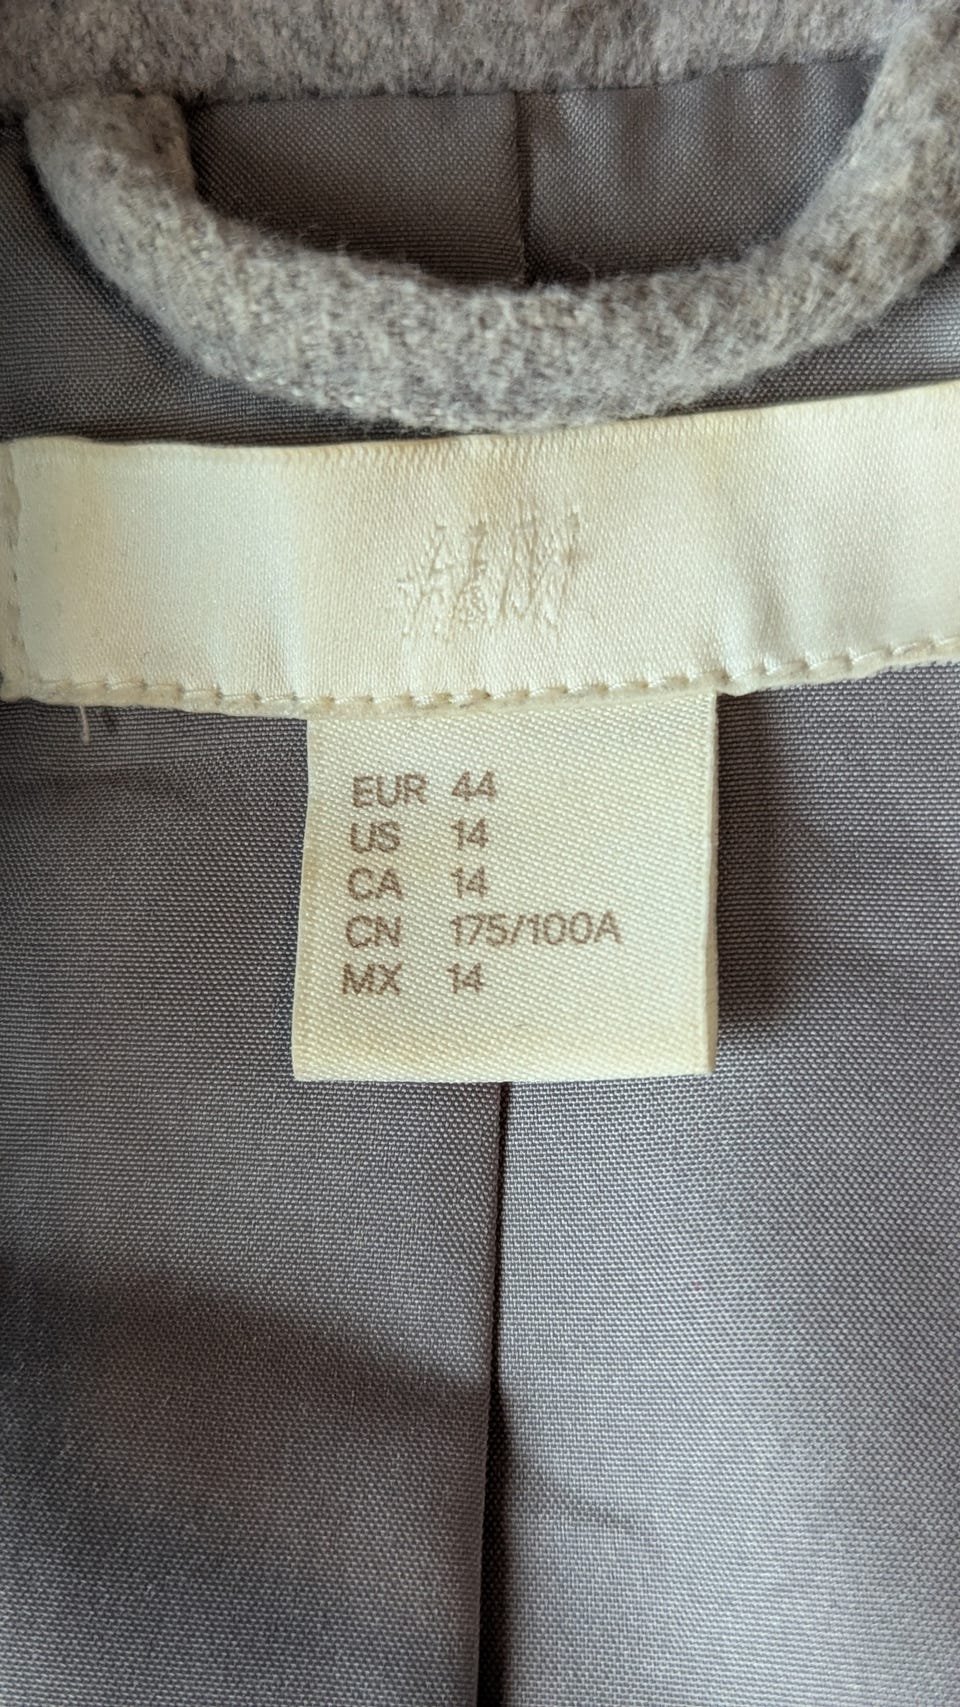 H&M
EUR 44
US 14
CA 14
CN 175/100A
MX 14